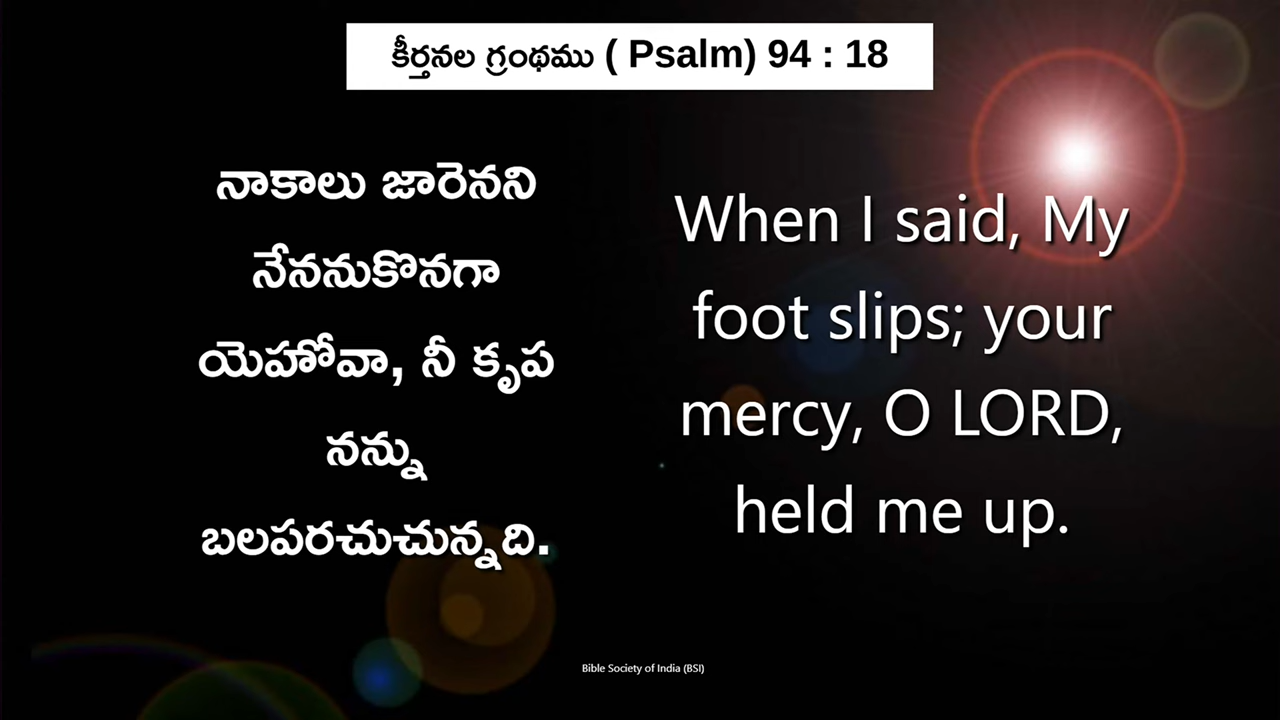 కీర్తనల గ్రంథము ( Psalm) 94 : 18
నాకాలు జారెనని
నేననుకొనగా
యెహోవా, నీ కృప
నన్ను
బలపరచుచున్నది.
When I said, My
foot slips; your
mercy, O LORD,
held me up.
Bible Society of India (BSI)